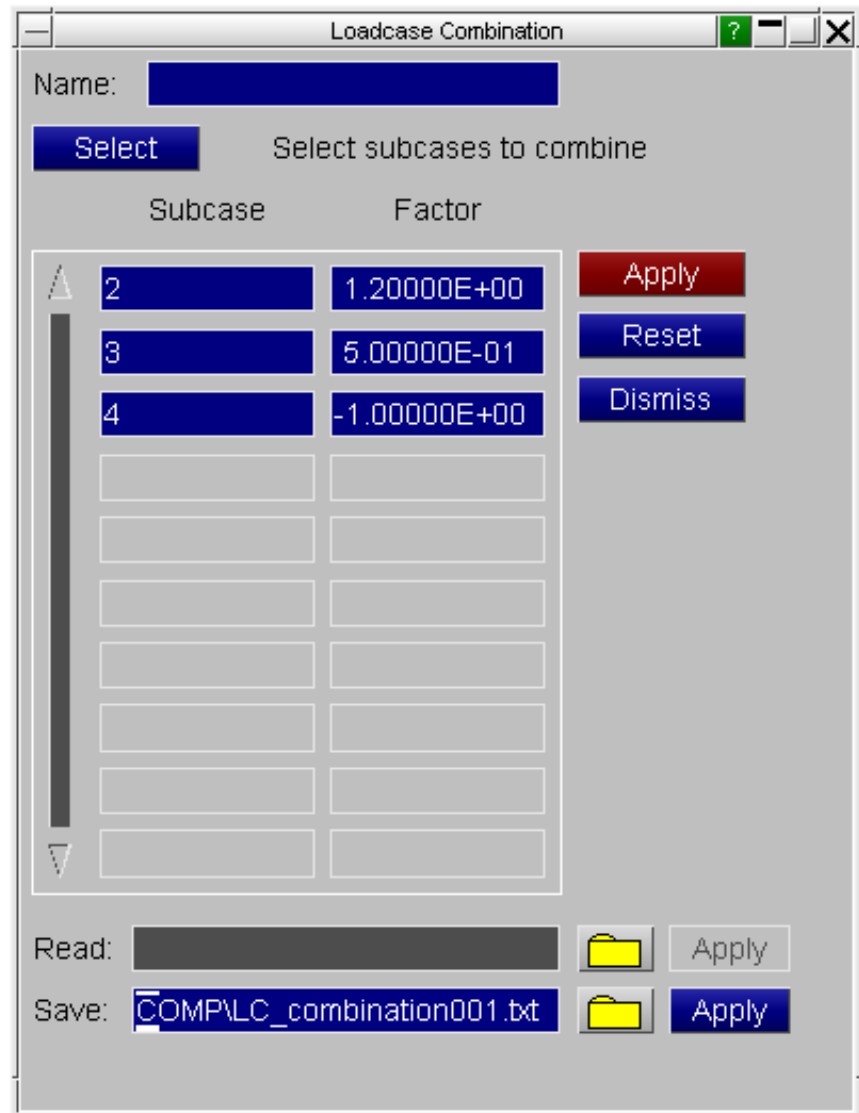 Loadcase Combination ?
Name:
Select Select subcases to combine
Subcase Factor
2 1.20000E+00 Apply
3 5.00000E-01 Reset
4 -1.00000E+00 Dismiss
Read: Apply
Save: COMP\LC_combination001.txt Apply